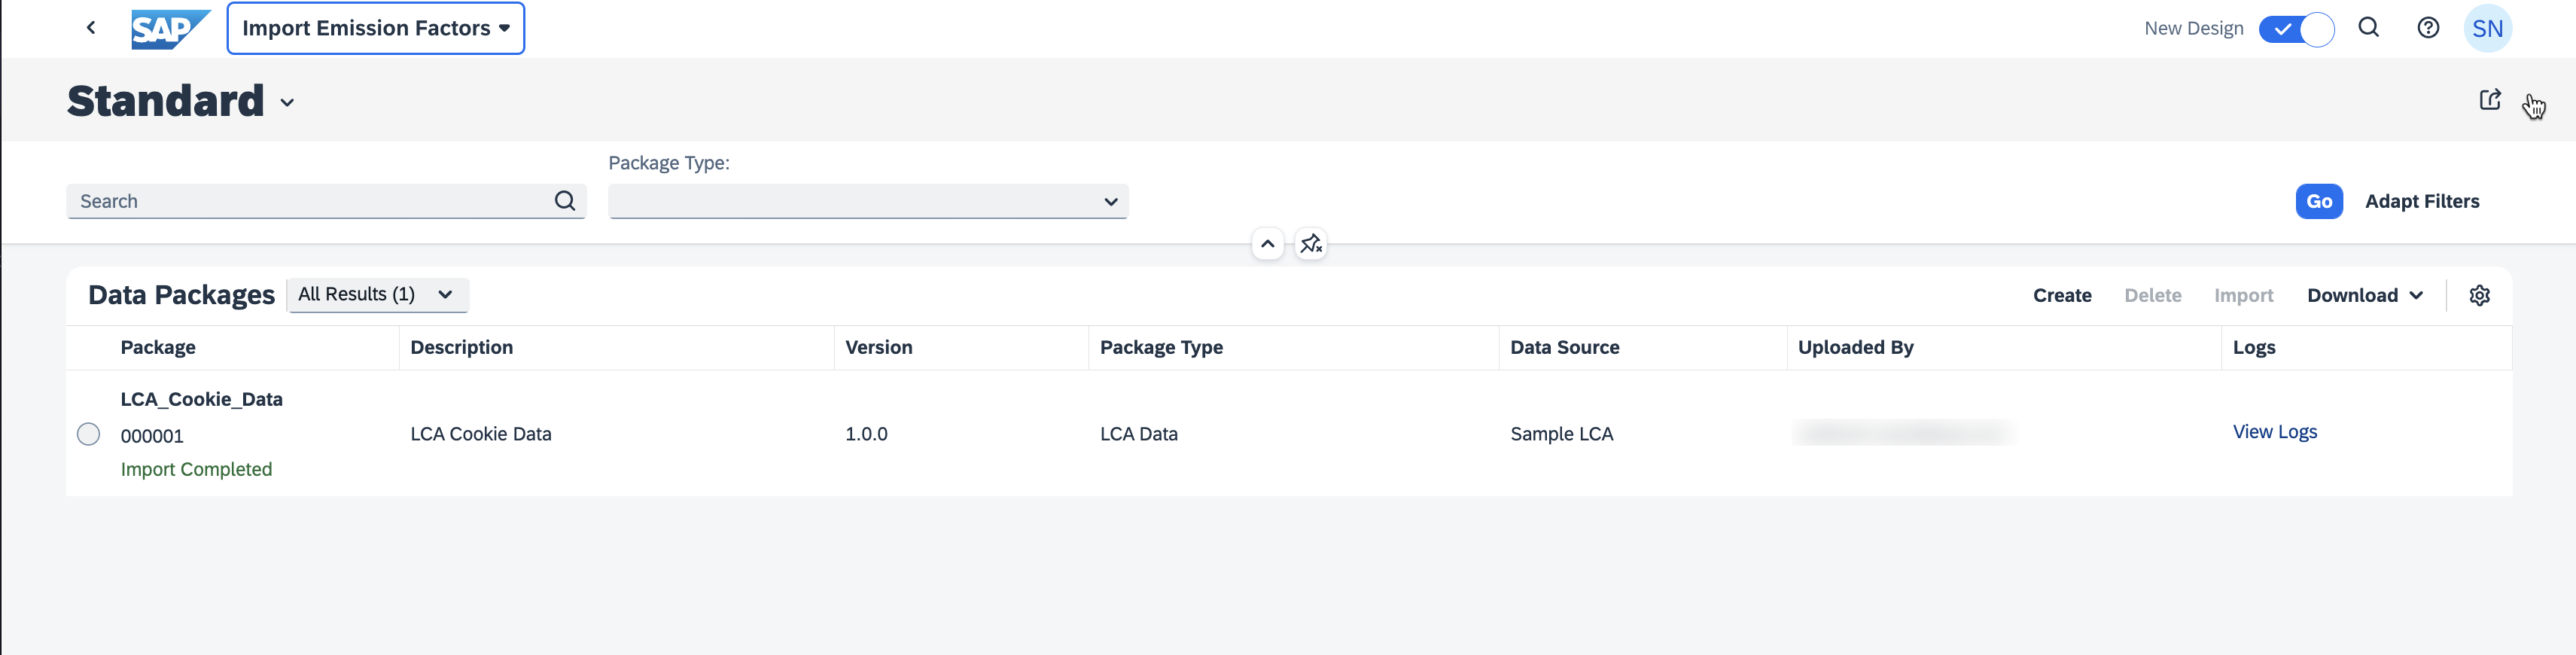 SAP Import Emission Factors New Design SN
Standard
Package Type:
Search Go Adapt Filters
Data Packages All Results (1) Create Delete Import Download
Package Description Version Package Type Data Source Uploaded By Logs
LCA_Cookie_Data
000001 LCA Cookie Data 1.0.0 LCA Data Sample LCA View Logs
Import Completed